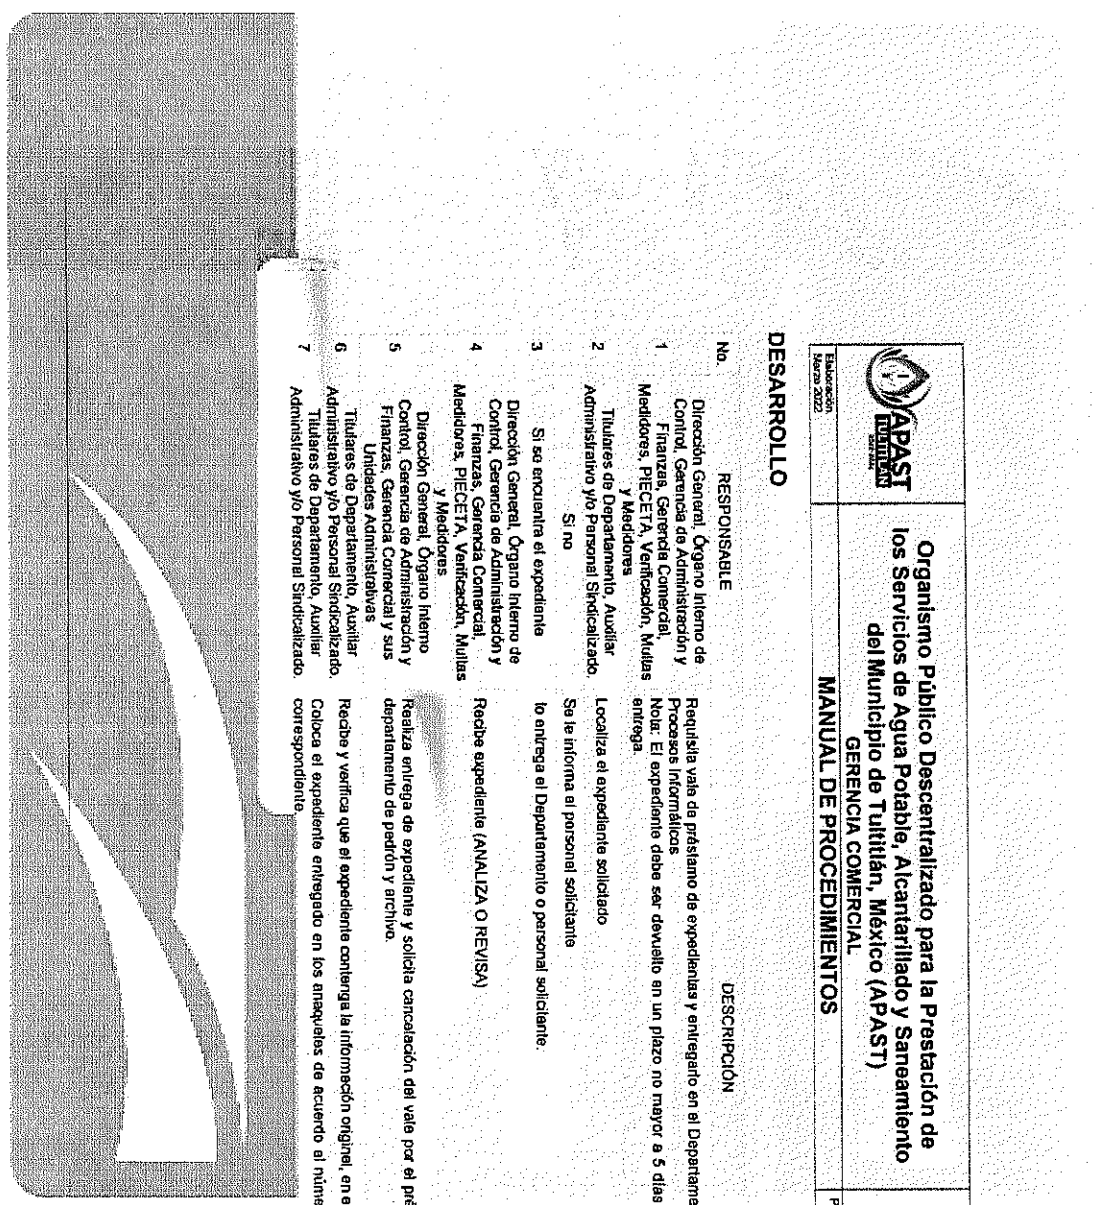 APAST
TULTITLÁN
Elaboración
Marzo 2022
Organismo Público Descentralizado para la Prestación de
los Servicios de Agua Potable, Alcantarillado y Saneamiento
del Municipio de Tultitlán, México (APAST)
GERENCIA COMERCIAL
MANUAL DE PROCEDIMIENTOS
P
DESARROLLO
No. RESPONSABLE DESCRIPCIÓN
1 Dirección General, Órgano Interno de
Control, Gerencia de Administración y
Finanzas, Gerencia Comercial,
Medidores, PIECETA, Verificación, Multas
y Medidores
Requisita vale de préstamo de expedientes y entregarlo en el Departame
Procesos Informáticos
Nota: El expediente debe ser devuelto en un plazo no mayor a 5 días
entrega.
2 Titulares de Departamento, Auxiliar
Administrativo y/o Personal Sindicalizado.
Localiza el expediente solicitado
Si no
Se le informa al personal solicitante
3 Si se encuentra el expediente
lo entrega al Departamento o personal solicitante.
4 Dirección General, Órgano Interno de
Control, Gerencia de Administración y
Finanzas, Gerencia Comercial,
Medidores, PIECETA, Verificación, Multas
y Medidores
Recibe expediente (ANALIZA O REVISA)
5 Dirección General, Órgano Interno
Control, Gerencia de Administración y
Finanzas, Gerencia Comercial y sus
Unidades Administrativas
Realiza entrega de expediente y solicita cancelación del vale por el pré
departamento de padrón y archivo.
6 Titulares de Departamento, Auxiliar
Administrativo y/o Personal Sindicalizado.
Recibe y verifica que el expediente contenga la información original, en e
7 Titulares de Departamento, Auxiliar
Administrativo y/o Personal Sindicalizado.
Coloca el expediente entregado en los anaqueles de acuerdo al núme
correspondiente.